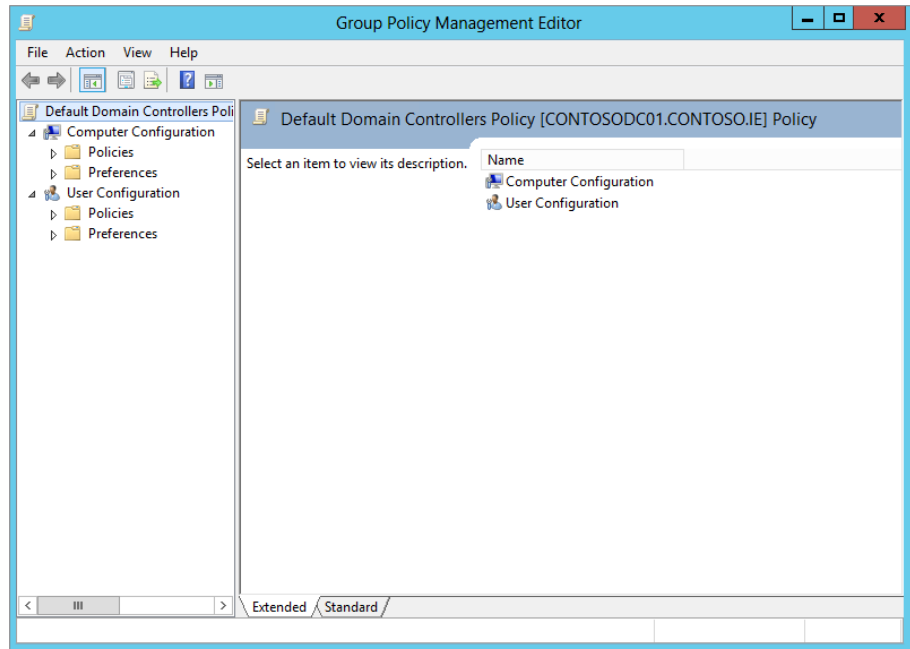 Group Policy Management Editor
File Action View Help
Default Domain Controllers Poli
Computer Configuration
Policies
Preferences
User Configuration
Policies
Preferences
Default Domain Controllers Policy [CONTOSODC01.CONTOSO.IE] Policy
Select an item to view its description.
Name
Computer Configuration
User Configuration
Extended Standard